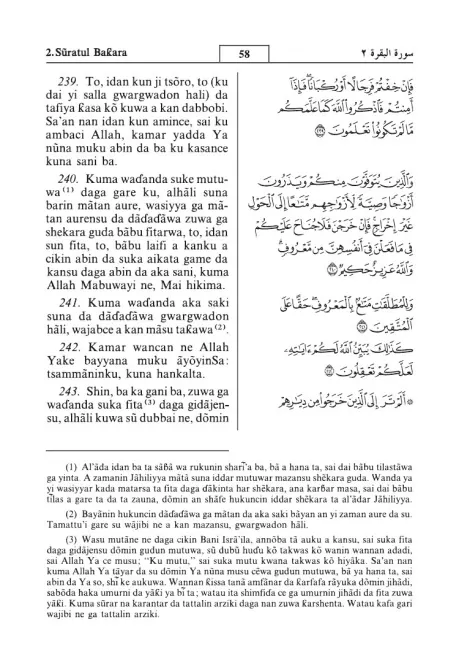 2. Sūratul Baƙara
58
سورة البقرة ٢
239. To, idan kun ji tsōro, to (ku
dai yi salla gwargwadon hali) da
tafiya ƙasa kō kuwa a kan dabbobi.
Sa'an nan idan kun amince, sai ku
ambaci Allah, kamar yadda Ya
nūna muku abin da ba ku kasance
kuna sani ba.
240. Kuma waɗanda suke mutu-
wa (1) daga gare ku, alhāli suna
barin mātan aure, wasiyya ga mā-
tan aurensu da dāɗaɗāwa zuwa ga
shekara guda bābu fitarwa, to, idan
sun fita, to, bābu laifi a kanku a
cikin abin da suka aikata game da
kansu daga abin da aka sani, kuma
Allah Mabuwayi ne, Mai hikima.
241. Kuma waɗanda aka saki
suna da dāɗaɗāwa gwargwadon
hāli, wajabce a kan māsu taƙawa (2).
242. Kamar wancan ne Allah
Yake bayyana muku āyōyinSa:
tsammāninku, kuna hankalta.
243. Shin, ba ka gani ba, zuwa ga
waɗanda suka fita (3) daga gidājen-
su, alhāli kuwa sū dubbai ne, dōmin
فَإِنْ خِفْتُمْ فَرِجَالًا أَوْ رُكْبَانًا فَإِذَا
أَمِنتُمْ فَاذْكُرُوا اللَّهَ كَمَا عَلَّمَكُم
مَّا لَمْ تَكُونُوا تَعْلَمُونَ ٢٣٩
وَالَّذِينَ يُتَوَفَّوْنَ مِنكُمْ وَيَذَرُونَ
أَزْوَاجًا وَصِيَّةً لِّأَزْوَاجِهِم مَّتَاعًا إِلَى الْحَوْلِ
غَيْرَ إِخْرَاجٍ فَإِنْ خَرَجْنَ فَلَا جُنَاحَ عَلَيْكُمْ
فِي مَا فَعَلْنَ فِي أَنفُسِهِنَّ مِن مَّعْرُوفٍ
وَاللَّهُ عَزِيزٌ حَكِيمٌ ٢٤٠
وَلِلْمُطَلَّقَاتِ مَتَاعٌ بِالْمَعْرُوفِ حَقًّا عَلَى
الْمُتَّقِينَ ٢٤١
كَذَٰلِكَ يُبَيِّنُ اللَّهُ لَكُمْ ءَايَاتِهِ
لَعَلَّكُمْ تَعْقِلُونَ ٢٤٢
۞ أَلَمْ تَرَ إِلَى الَّذِينَ خَرَجُوا مِن دِيَارِهِمْ
(1) Al'āda idan ba ta sāɓā wa rukunin sharī'a ba, bā a hana ta, sai dai bābu tilastāwa
ga yinta. A zamanin Jāhiliyya mātā suna iddar mutuwar mazansu shēkara guda. Wanda ya
yi wasiyyar kada matarsa ta fita daga ɗākinta har shēkara, ana karɓar masa, sai dai bābu
tīlas a gare ta da ta zauna, dōmin an shāfe hukuncin iddar shēkara ta al'ādar Jāhiliyya.
(2) Bayānin hukuncin dāɗaɗāwa ga mātan da aka saki bāyan an yi zaman aure da su.
Tamattu'i gare su wājibi ne a kan mazansu, gwargwadon hāli.
(3) Wasu mutāne ne daga cikin Bani Isrā'ila, annōba tā auku a kansu, sai suka fita
daga gidājensu dōmin gudun mutuwa, sū dubū huɗu kō takwas kō wanin wannan adadi,
sai Allah Ya ce musu; "Ku mutu," sai suka mutu kwana takwas kō hiyāka. Sa'an nan
kuma Allah Ya tāyar da su dōmin Ya nūna musu cēwa gudun mutuwa, bā ya hana ta, sai
abin da Ya so, shī ke aukuwa. Wannan ƙissa tanā amfānar da ƙarfafa rāyuka dōmin jihādi,
sabōda haka umurni da yāƙi ya bī ta; watau ita shimfiɗa ce ga umurnin jihādi da fita zuwa
yāƙi. Kuma sūrar na karantar da tattalin arziki daga nan zuwa ƙarshenta. Watau kafa gari
wajibi ne ga tattalin arziki.